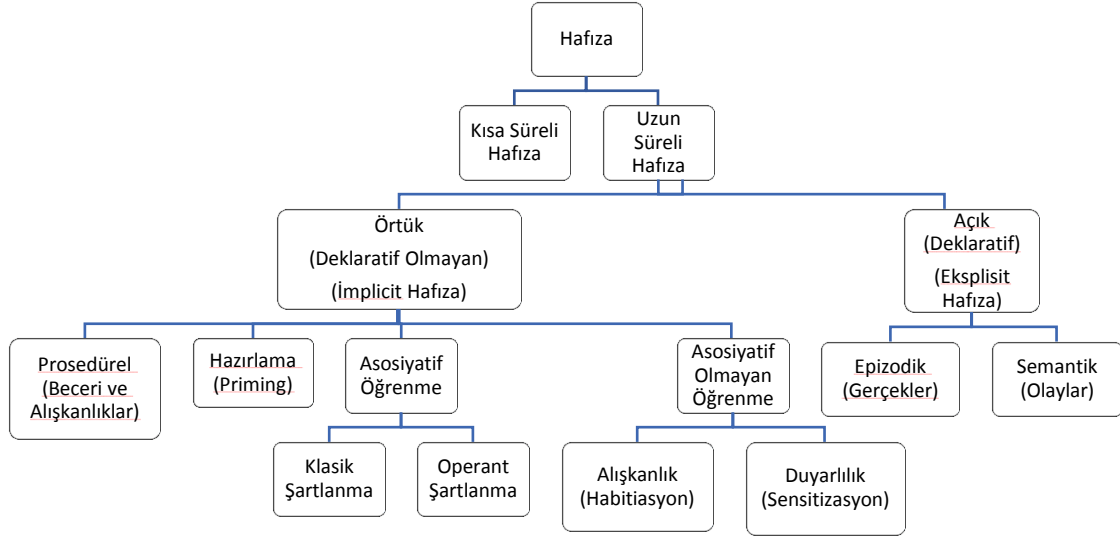 Hafıza
Kısa Süreli
Hafıza
Uzun
Süreli
Hafıza
Örtük
(Deklaratif Olmayan)
(İmplicit Hafıza)
Açık
(Deklaratif)
(Eksplisit
Hafıza)
Prosedürel
(Beceri ve
Alışkanlıklar)
Hazırlama
(Priming)
Asosiyatif
Öğrenme
Asosiyatif
Olmayan
Öğrenme
Epizodik
(Gerçekler)
Semantik
(Olaylar)
Klasik
Şartlanma
Operant
Şartlanma
Alışkanlık
(Habitiasyon)
Duyarlılık
(Sensitizasyon)